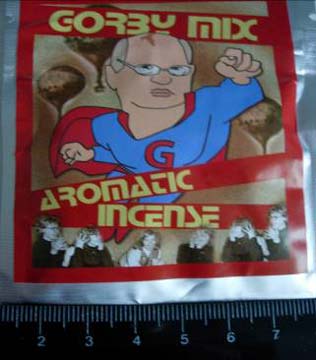 GORBY MIX
G
AROMATIC
INCENSE
2 3 4 5 6 7